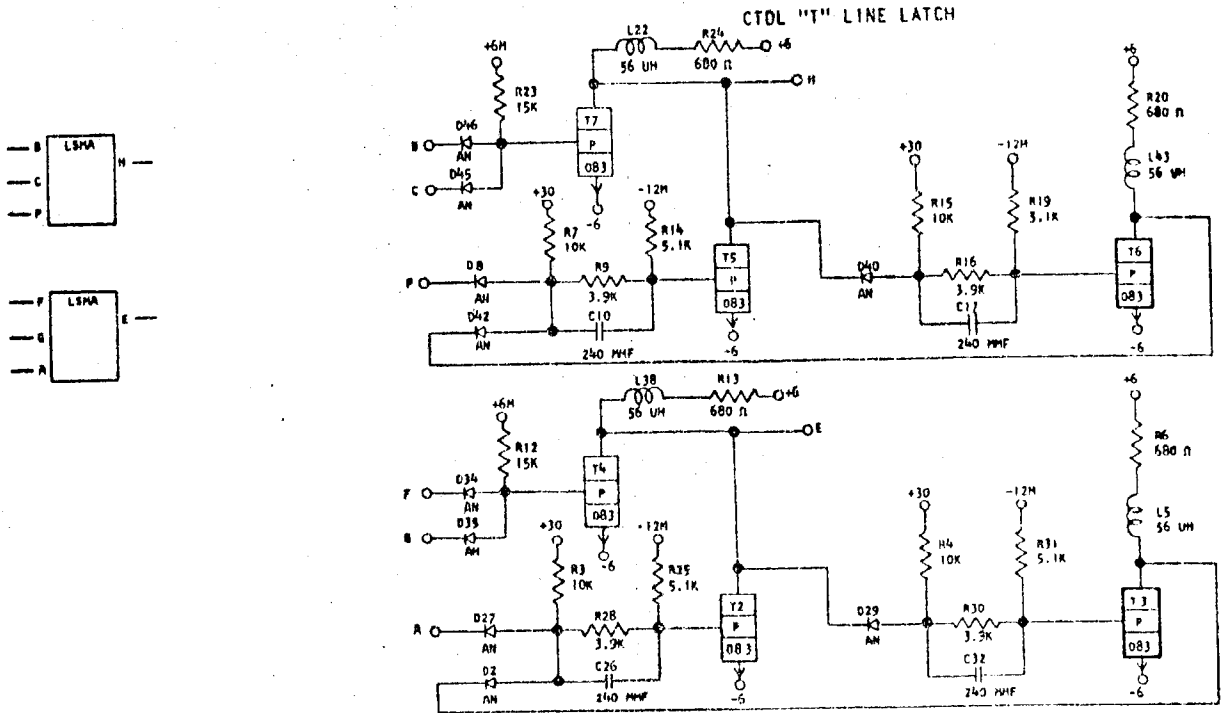 CTDL "T" LINE LATCH
L22
R24
+6
56 UH
680 Ω
H
+6M
R23
15K
T7
P
083
-6
D46
AN
C
D45
AN
LSMA
B
C
P
H
+6
R20
680 Ω
L43
56 UH
+30
R7
10K
-12M
R14
5.1K
P
D8
AN
R9
3.9K
D42
AN
C10
240 MMF
T5
P
083
-6
D40
AN
+30
R15
10K
-12M
R19
5.1K
R16
3.9K
C17
240 MMF
T6
P
083
-6
LSMA
F
G
A
E
L38
R13
+6
56 UH
680 Ω
E
+6M
R12
15K
T4
P
083
-6
F
D34
AN
D39
AN
+6
R6
680 Ω
L5
56 UH
+30
R3
10K
-12M
R25
5.1K
A
D27
AN
R28
3.9K
D2
AN
C26
240 MMF
T2
P
083
-6
D29
AN
+30
R4
10K
-12M
R31
5.1K
R30
3.9K
C32
240 MMF
T3
P
083
-6